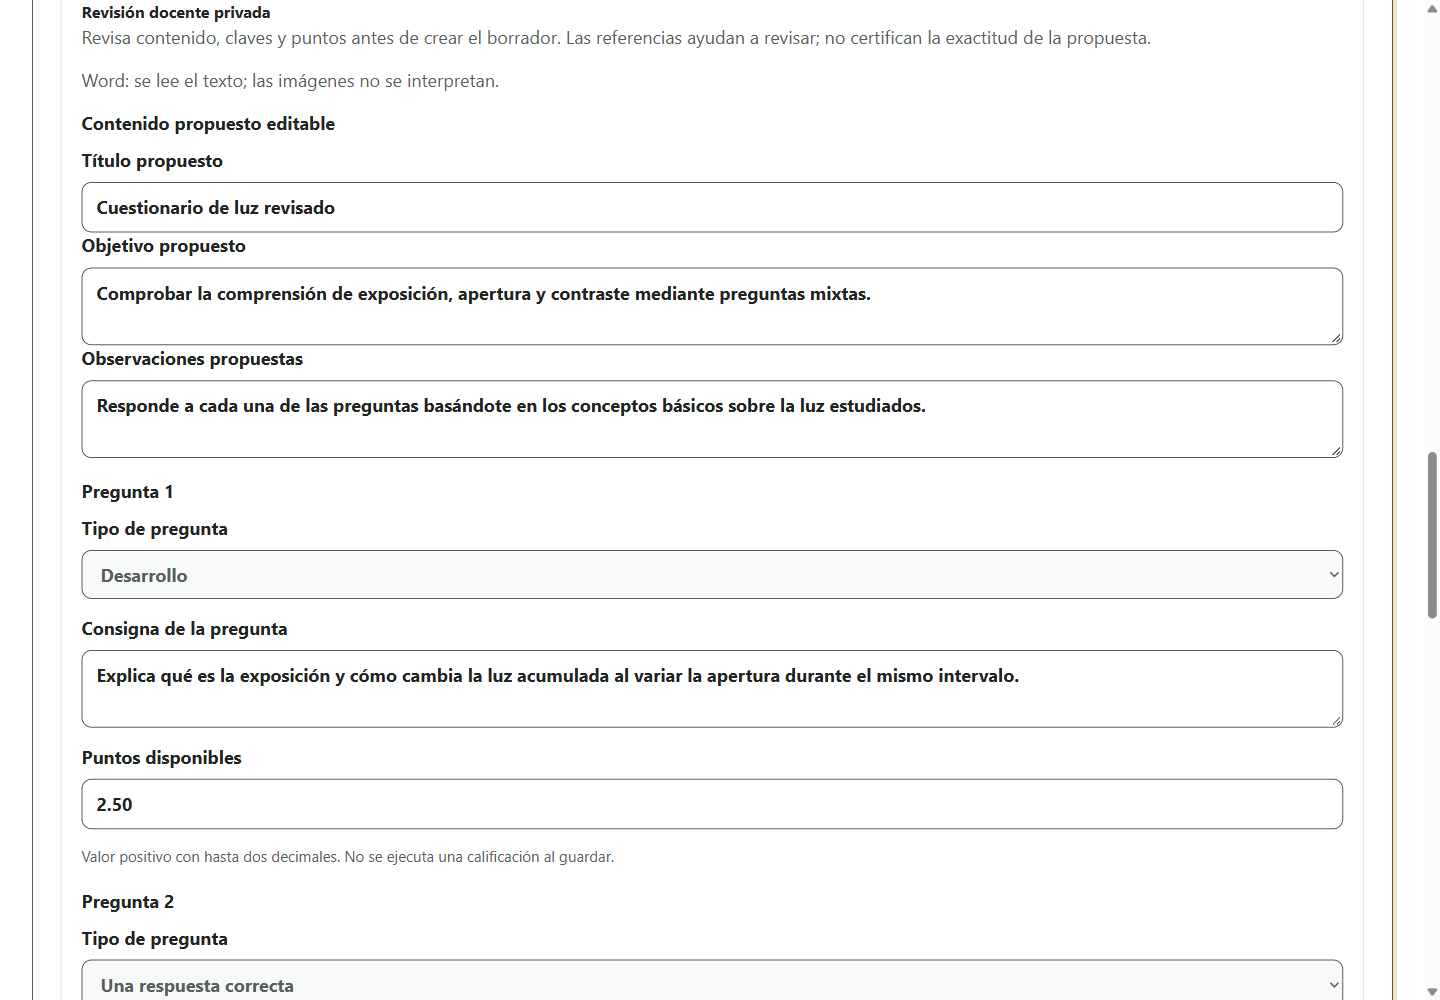 Revisión docente privada
Revisa contenido, claves y puntos antes de crear el borrador. Las referencias ayudan a revisar; no certifican la exactitud de la propuesta.
Word: se lee el texto; las imágenes no se interpretan.
Contenido propuesto editable
Título propuesto
Cuestionario de luz revisado
Objetivo propuesto
Comprobar la comprensión de exposición, apertura y contraste mediante preguntas mixtas.
Observaciones propuestas
Responde a cada una de las preguntas basándote en los conceptos básicos sobre la luz estudiados.
Pregunta 1
Tipo de pregunta
Desarrollo
Consigna de la pregunta
Explica qué es la exposición y cómo cambia la luz acumulada al variar la apertura durante el mismo intervalo.
Puntos disponibles
2.50
Valor positivo con hasta dos decimales. No se ejecuta una calificación al guardar.
Pregunta 2
Tipo de pregunta
Una respuesta correcta